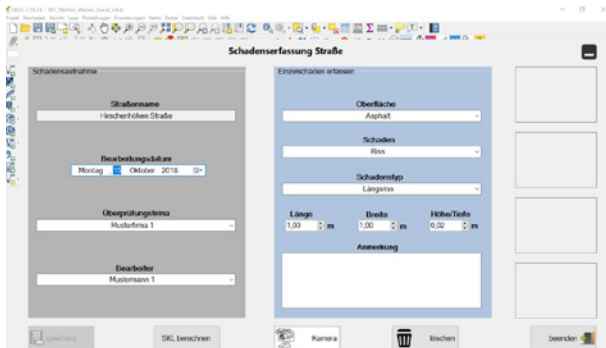 Schadenserfassung Straße
Schadensaufnahme
Straßenname
Hirschenhöhen Straße
Bearbeitungsdatum
Montag , 15 Oktober 2018
Überprüfungsfirma
Musterfirma 1
Bearbeiter
Mustermann 1
Einzelschaden erfassen
Oberfläche
Asphalt
Schaden
Riss
Schadenstyp
Längsriss
Länge Breite Höhe/Tiefe
1,00 m 1,00 m 0,02 m
Anmerkung
speichern SKL berechnen Kamera löschen beenden